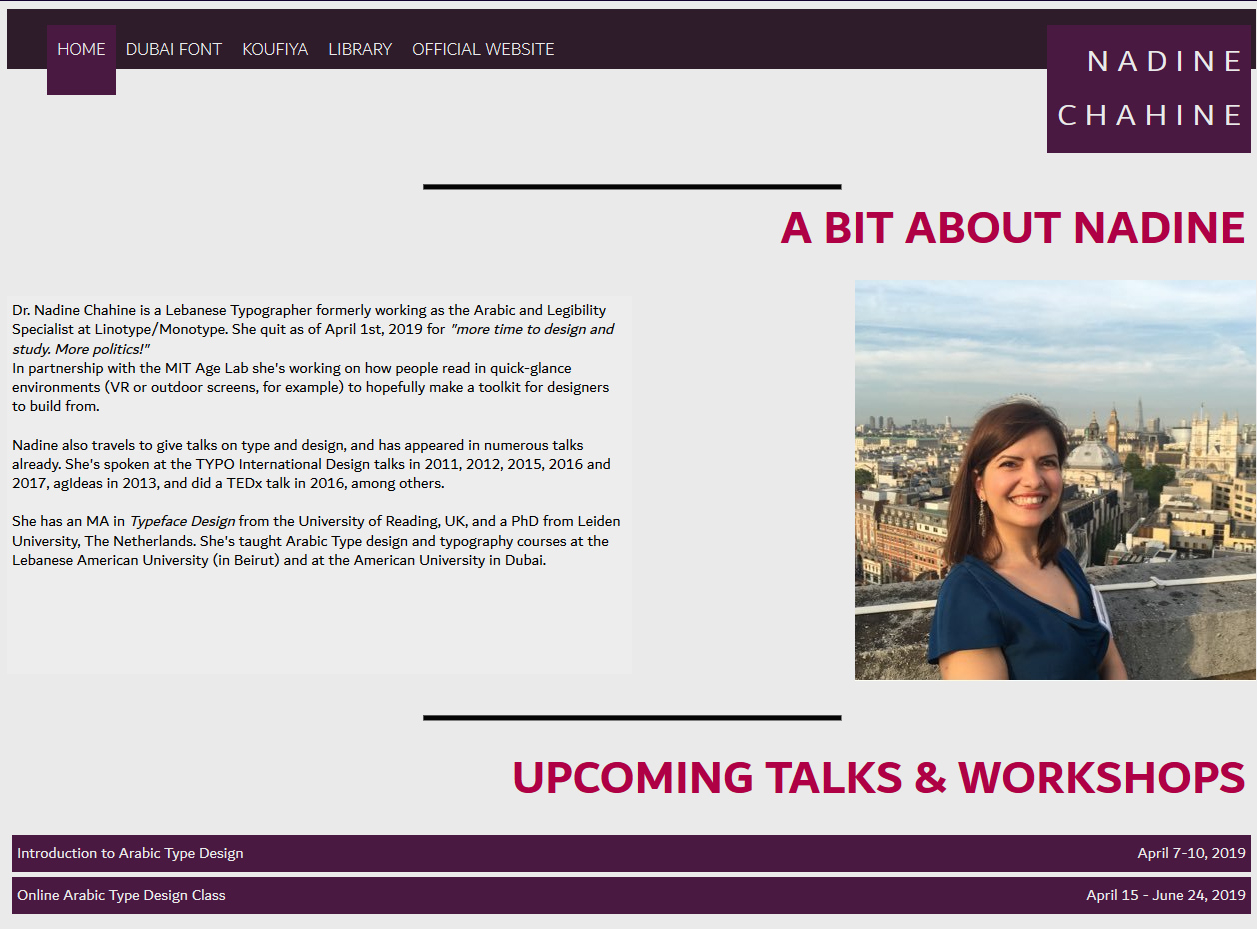 HOME DUBAI FONT KOUFIYA LIBRARY OFFICIAL WEBSITE
NADINE
CHAHINE
A BIT ABOUT NADINE
Dr. Nadine Chahine is a Lebanese Typographer formerly working as the Arabic and Legibility
Specialist at Linotype/Monotype. She quit as of April 1st, 2019 for "more time to design and
study. More politics!"
In partnership with the MIT Age Lab she's working on how people read in quick-glance
environments (VR or outdoor screens, for example) to hopefully make a toolkit for designers
to build from.
Nadine also travels to give talks on type and design, and has appeared in numerous talks
already. She's spoken at the TYPO International Design talks in 2011, 2012, 2015, 2016 and
2017, agIdeas in 2013, and did a TEDx talk in 2016, among others.
She has an MA in Typeface Design from the University of Reading, UK, and a PhD from Leiden
University, The Netherlands. She's taught Arabic Type design and typography courses at the
Lebanese American University (in Beirut) and at the American University in Dubai.
UPCOMING TALKS & WORKSHOPS
Introduction to Arabic Type Design April 7-10, 2019
Online Arabic Type Design Class April 15 - June 24, 2019